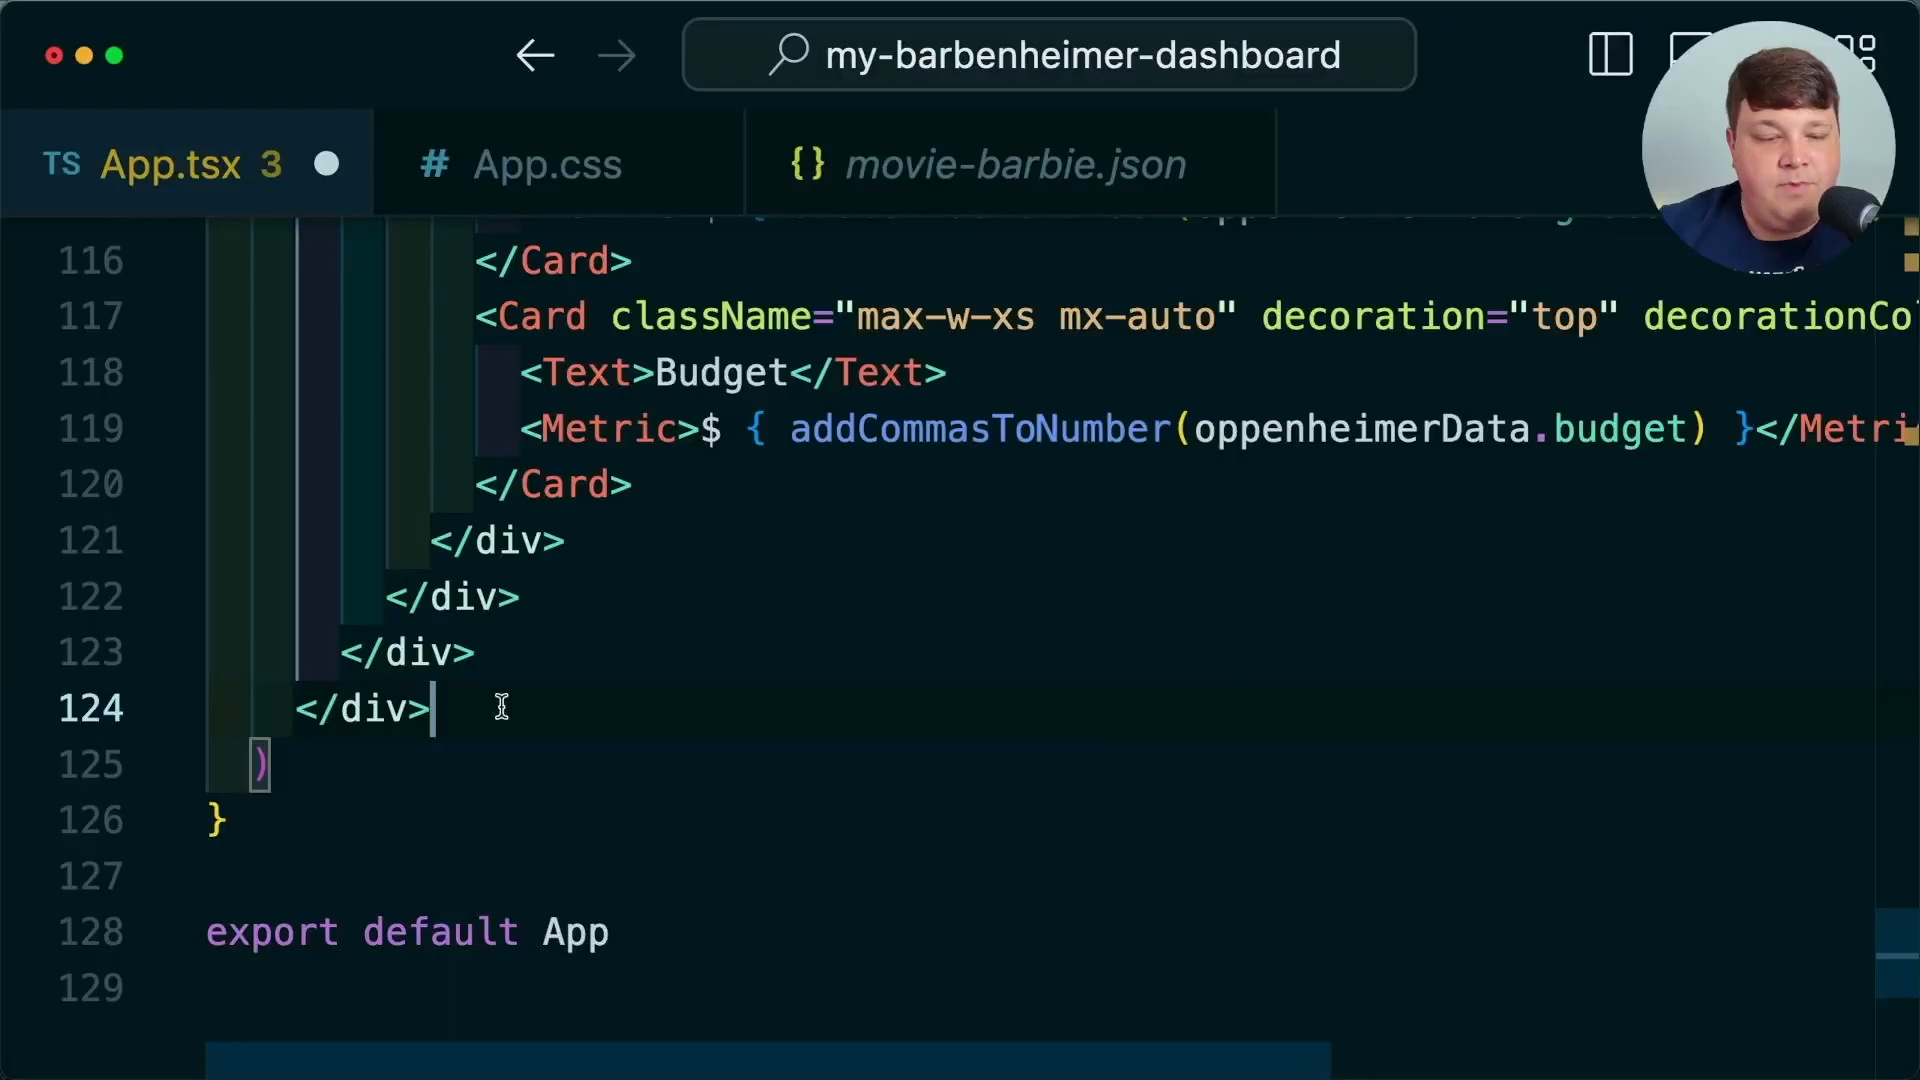 my-barbenheimer-dashboard
TS App.tsx 3
# App.css
{} movie-barbie.json
116 </Card>
117 <Card className="max-w-xs mx-auto" decoration="top" decorationCo
118 <Text>Budget</Text>
119 <Metric>$ { addCommasToNumber(oppenheimerData.budget) }</Metri
120 </Card>
121 </div>
122 </div>
123 </div>
124 </div>
125 )
126 }
127
128 export default App
129